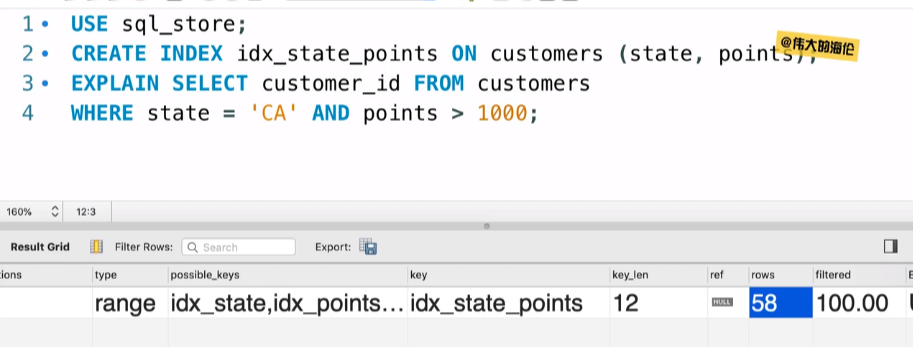 1 USE sql_store;
2 CREATE INDEX idx_state_points ON customers (state, points);
@伟大的海伦
3 EXPLAIN SELECT customer_id FROM customers
4 WHERE state = 'CA' AND points > 1000;
160% 12:3
Result Grid Filter Rows: Search Export:
ions type possible_keys key key_len ref rows filtered E
range idx_state,idx_points... idx_state_points 12 NULL 58 100.00